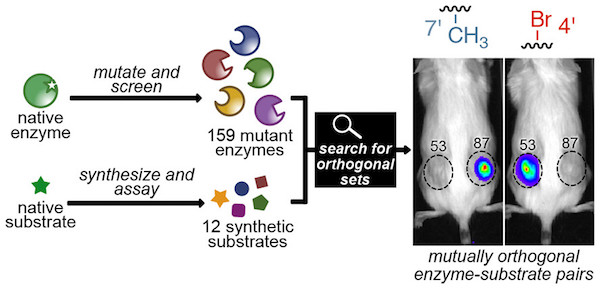 native
enzyme
mutate and
screen
159 mutant
enzymes
native
substrate
synthesize and
assay
12 synthetic
substrates
search for
orthogonal
sets
7' CH3
Br 4'
53 87
53 87
mutually orthogonal
enzyme-substrate pairs